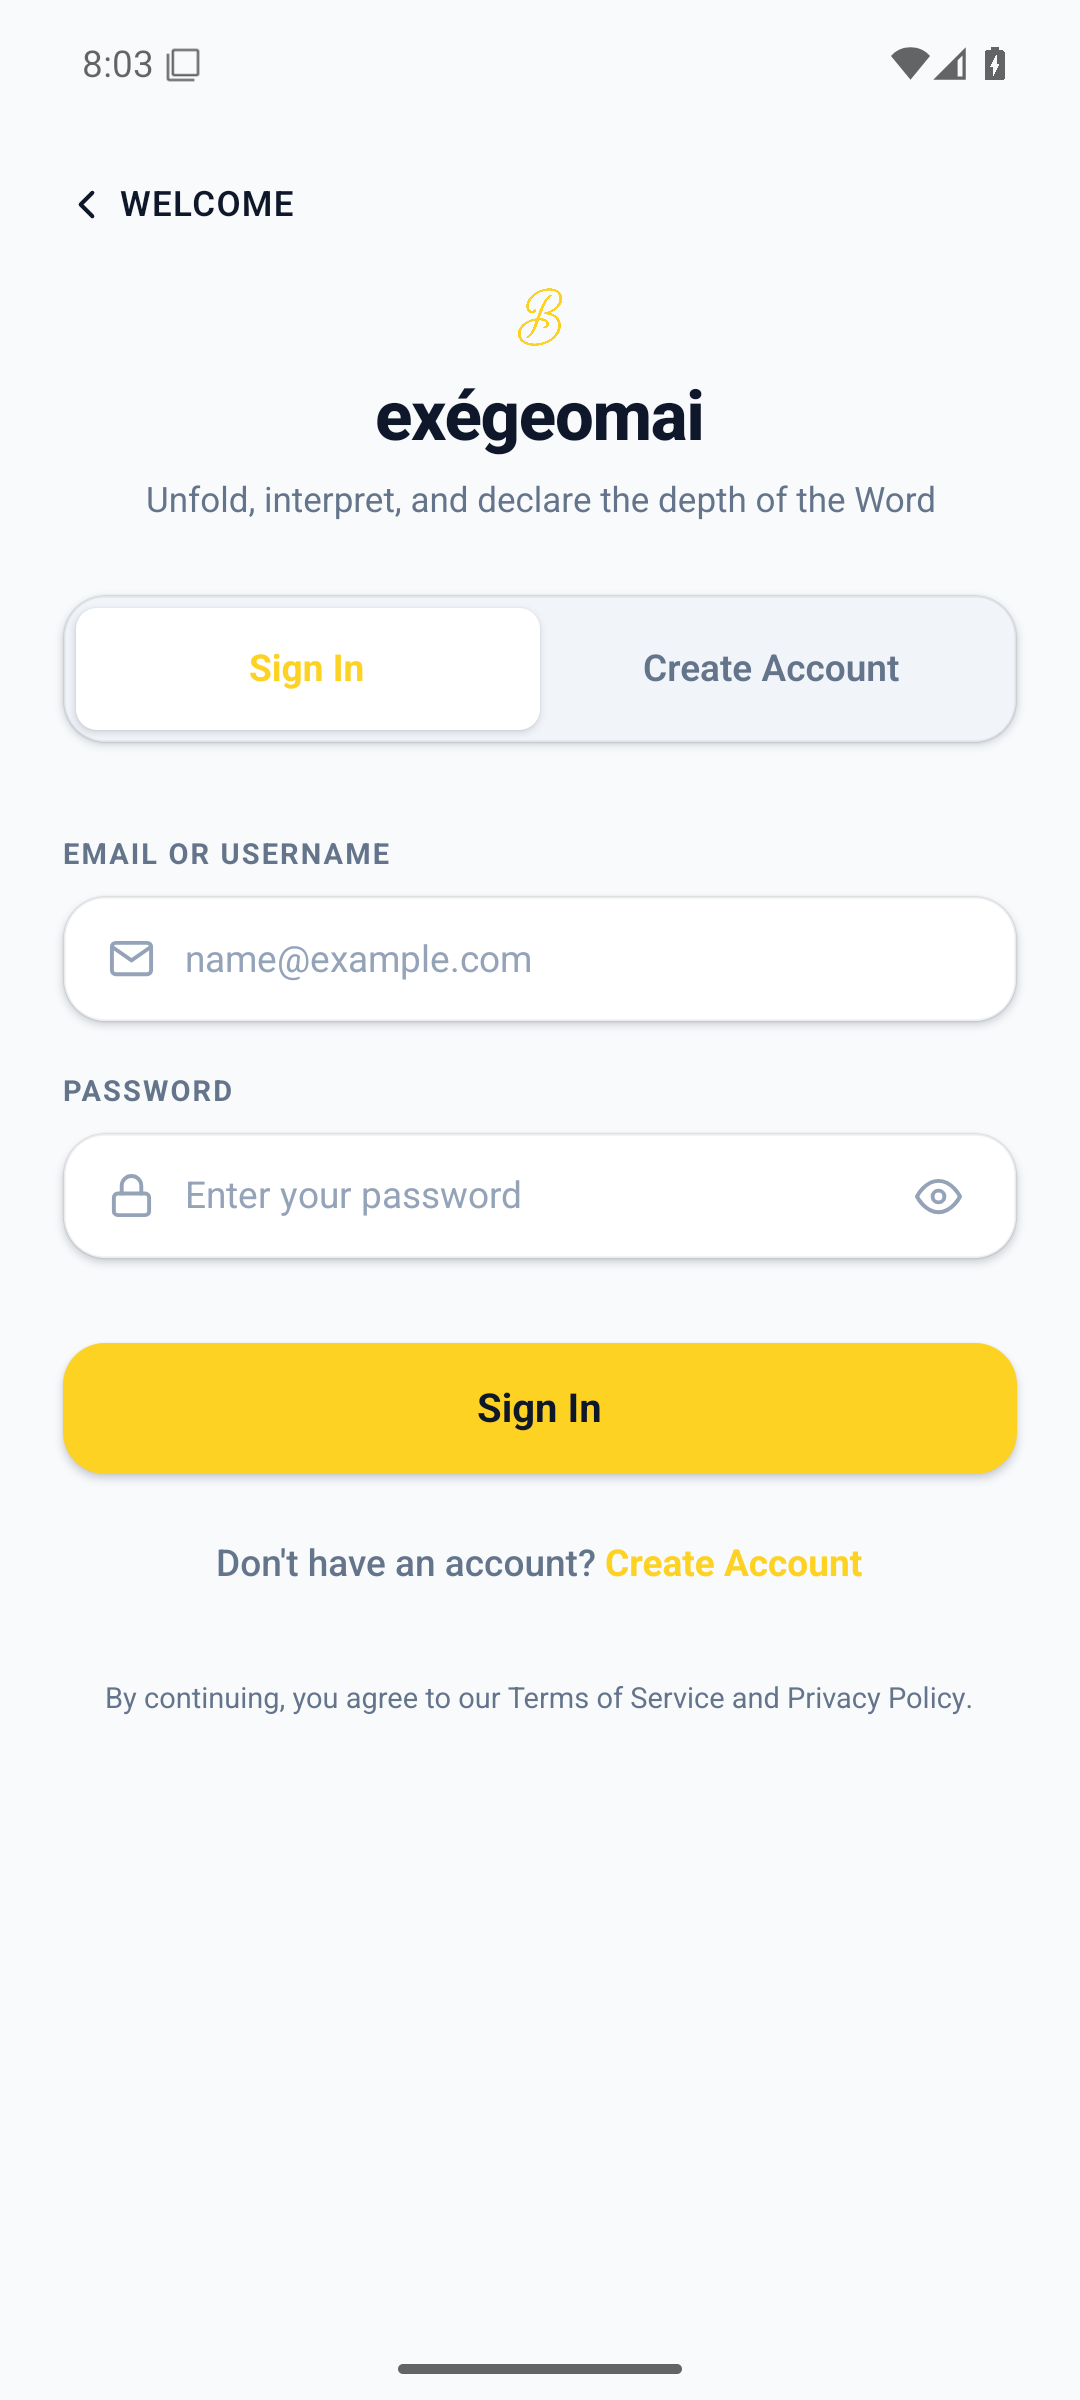 8:03
WELCOME
B
exégeomai
Unfold, interpret, and declare the depth of the Word
Sign In
Create Account
EMAIL OR USERNAME
name@example.com
PASSWORD
Enter your password
Sign In
Don't have an account? Create Account
By continuing, you agree to our Terms of Service and Privacy Policy.